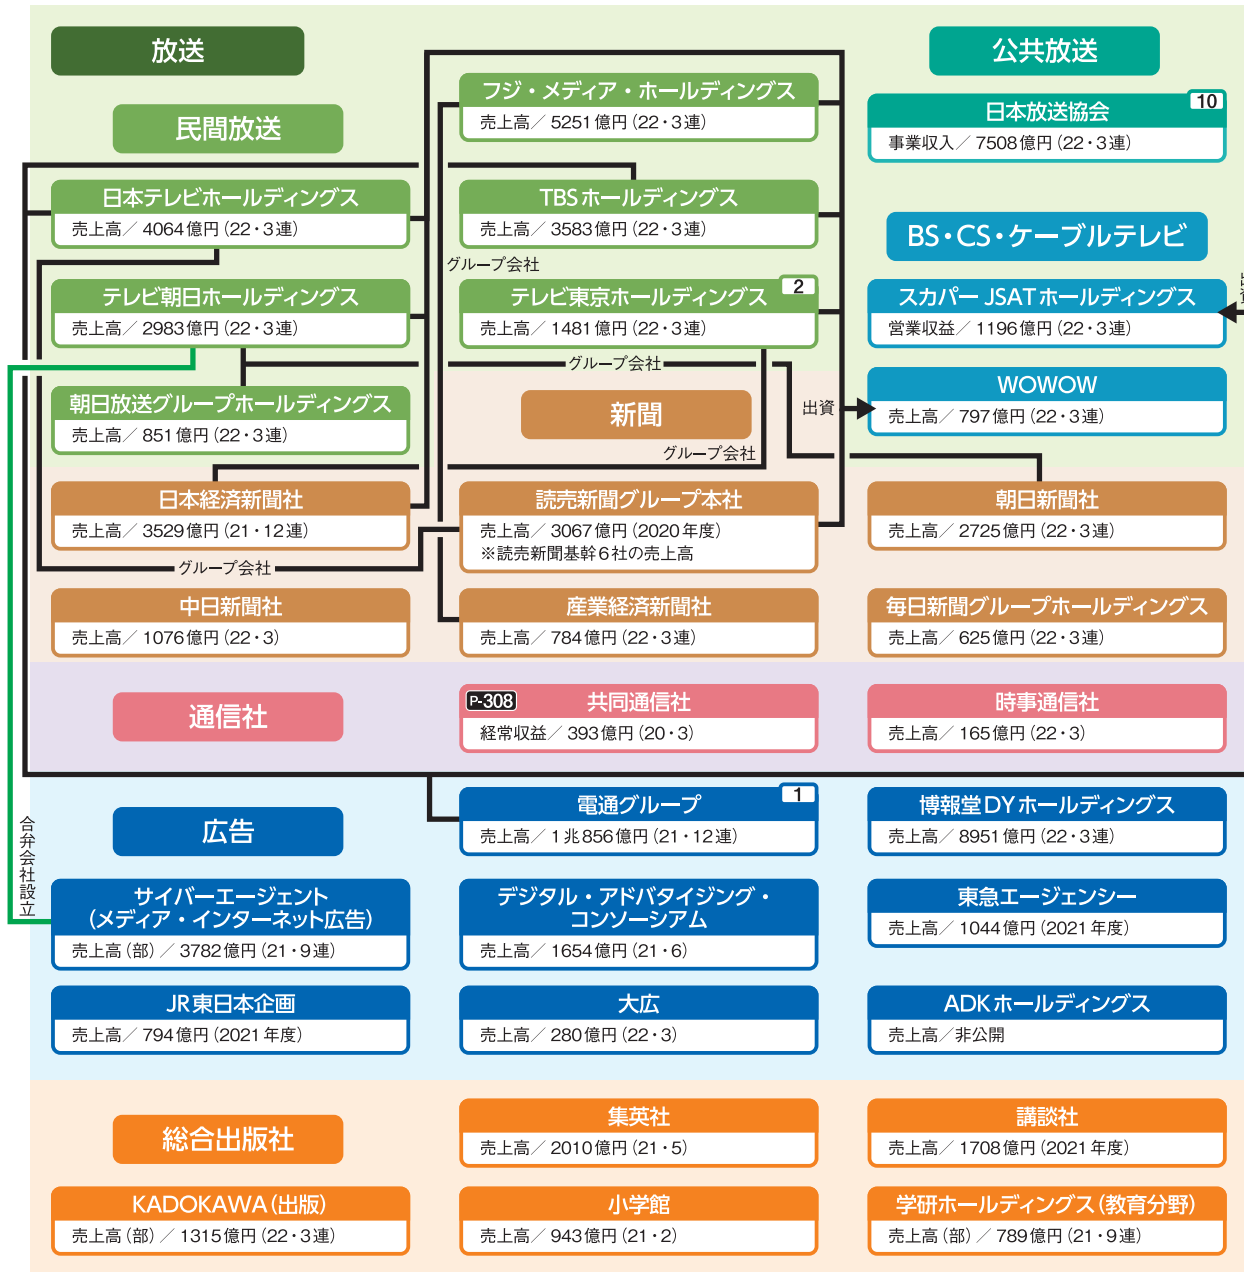 放送
公共放送
民間放送
フジ・メディア・ホールディングス
売上高／5251億円(22・3連)
日本放送協会
10
事業収入／7508億円(22・3連)
日本テレビホールディングス
売上高／4064億円(22・3連)
TBSホールディングス
売上高／3583億円(22・3連)
BS・CS・ケーブルテレビ
グループ会社
テレビ朝日ホールディングス
売上高／2983億円(22・3連)
テレビ東京ホールディングス
2
売上高／1481億円(22・3連)
スカパーJSATホールディングス
営業収益／1196億円(22・3連)
グループ会社
朝日放送グループホールディングス
売上高／851億円(22・3連)
新聞
出資
WOWOW
売上高／797億円(22・3連)
グループ会社
日本経済新聞社
売上高／3529億円(21・12連)
読売新聞グループ本社
売上高／3067億円(2020年度)
※読売新聞基幹6社の売上高
朝日新聞社
売上高／2725億円(22・3連)
グループ会社
中日新聞社
売上高／1076億円(22・3)
産業経済新聞社
売上高／784億円(22・3連)
毎日新聞グループホールディングス
売上高／625億円(22・3連)
通信社
P-308
共同通信社
経常収益／393億円(20・3)
時事通信社
売上高／165億円(22・3)
広告
電通グループ
1
売上高／1兆856億円(21・12連)
博報堂DYホールディングス
売上高／8951億円(22・3連)
合弁会社設立
サイバーエージェント
(メディア・インターネット広告)
売上高(部)／3782億円(21・9連)
デジタル・アドバタイジング・
コンソーシアム
売上高／1654億円(21・6)
東急エージェンシー
売上高／1044億円(2021年度)
JR東日本企画
売上高／794億円(2021年度)
大広
売上高／280億円(22・3)
ADKホールディングス
売上高／非公開
総合出版社
集英社
売上高／2010億円(21・5)
講談社
売上高／1708億円(2021年度)
KADOKAWA(出版)
売上高(部)／1315億円(22・3連)
小学館
売上高／943億円(21・2)
学研ホールディングス(教育分野)
売上高(部)／789億円(21・9連)